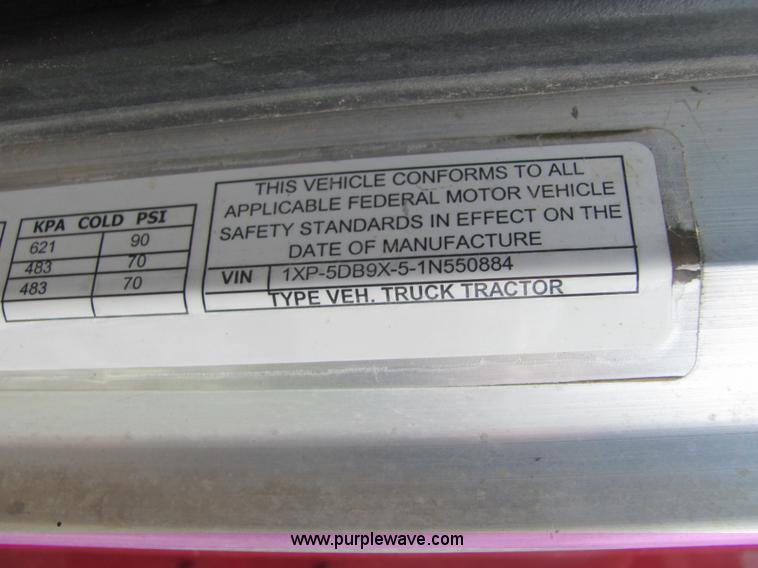 KPA COLD PSI
621 90
483 70
483 70
THIS VEHICLE CONFORMS TO ALL
APPLICABLE FEDERAL MOTOR VEHICLE
SAFETY STANDARDS IN EFFECT ON THE
DATE OF MANUFACTURE
VIN 1XP-5DB9X-5-1N550884
TYPE VEH. TRUCK TRACTOR
www.purplewave.com